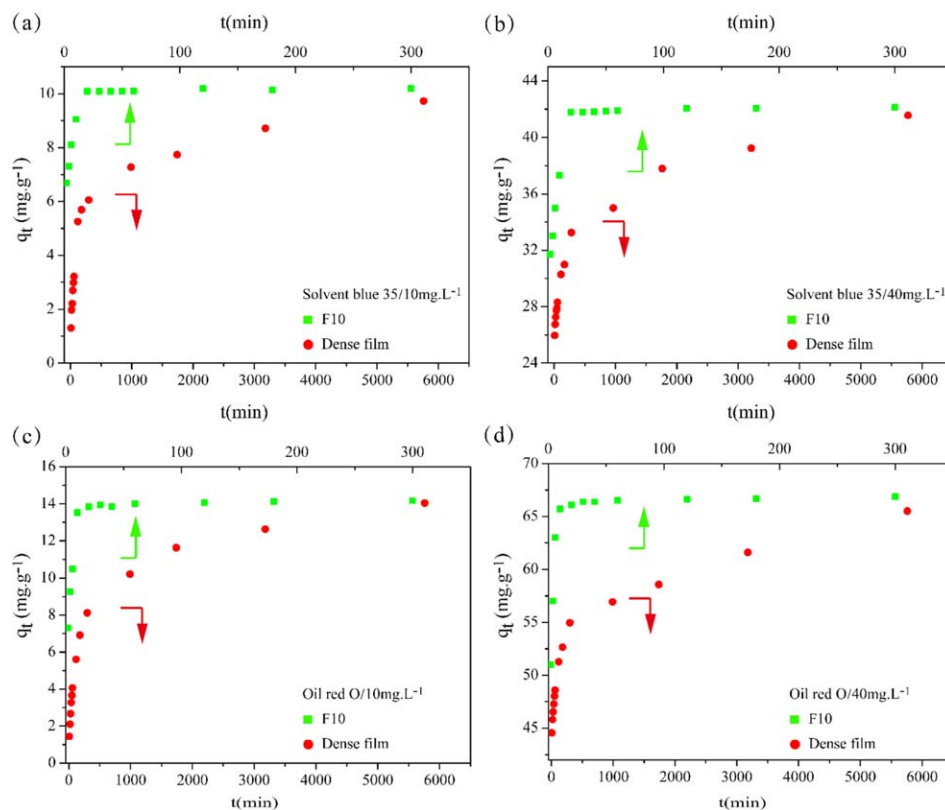 (a)
t(min)
0 100 200 300
10
8
6
4
2
0
qt (mg.g-1)
Solvent blue 35/10mg.L-1
F10
Dense film
0 1000 2000 3000 4000 5000 6000
t(min)
(b)
t(min)
0 100 200 300
44
40
36
32
28
24
qt (mg.g-1)
Solvent blue 35/40mg.L-1
F10
Dense film
0 1000 2000 3000 4000 5000 6000
t(min)
(c)
0 100 200 300
16
14
12
10
8
6
4
2
0
qt (mg.g-1)
Oil red O/10mg.L-1
F10
Dense film
0 1000 2000 3000 4000 5000 6000
t(min)
(d)
0 100 200 300
70
65
60
55
50
45
qt (mg.g-1)
Oil red O/40mg.L-1
F10
Dense film
0 1000 2000 3000 4000 5000 6000
t(min)